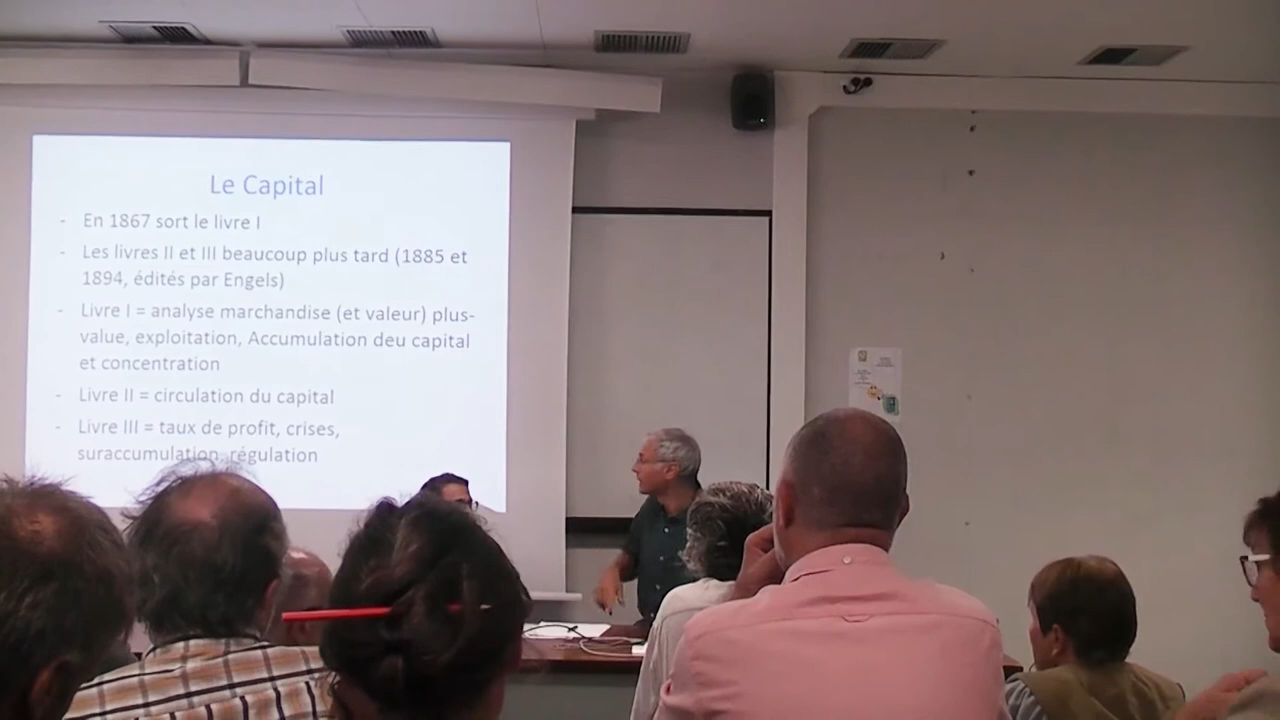 Le Capital
- En 1867 sort le livre I
- Les livres II et III beaucoup plus tard (1885 et
1894, édités par Engels)
- Livre I = analyse marchandise (et valeur) plus-
value, exploitation, Accumulation deu capital
et concentration
- Livre II = circulation du capital
- Livre III = taux de profit, crises,
suraccumulation, régulation